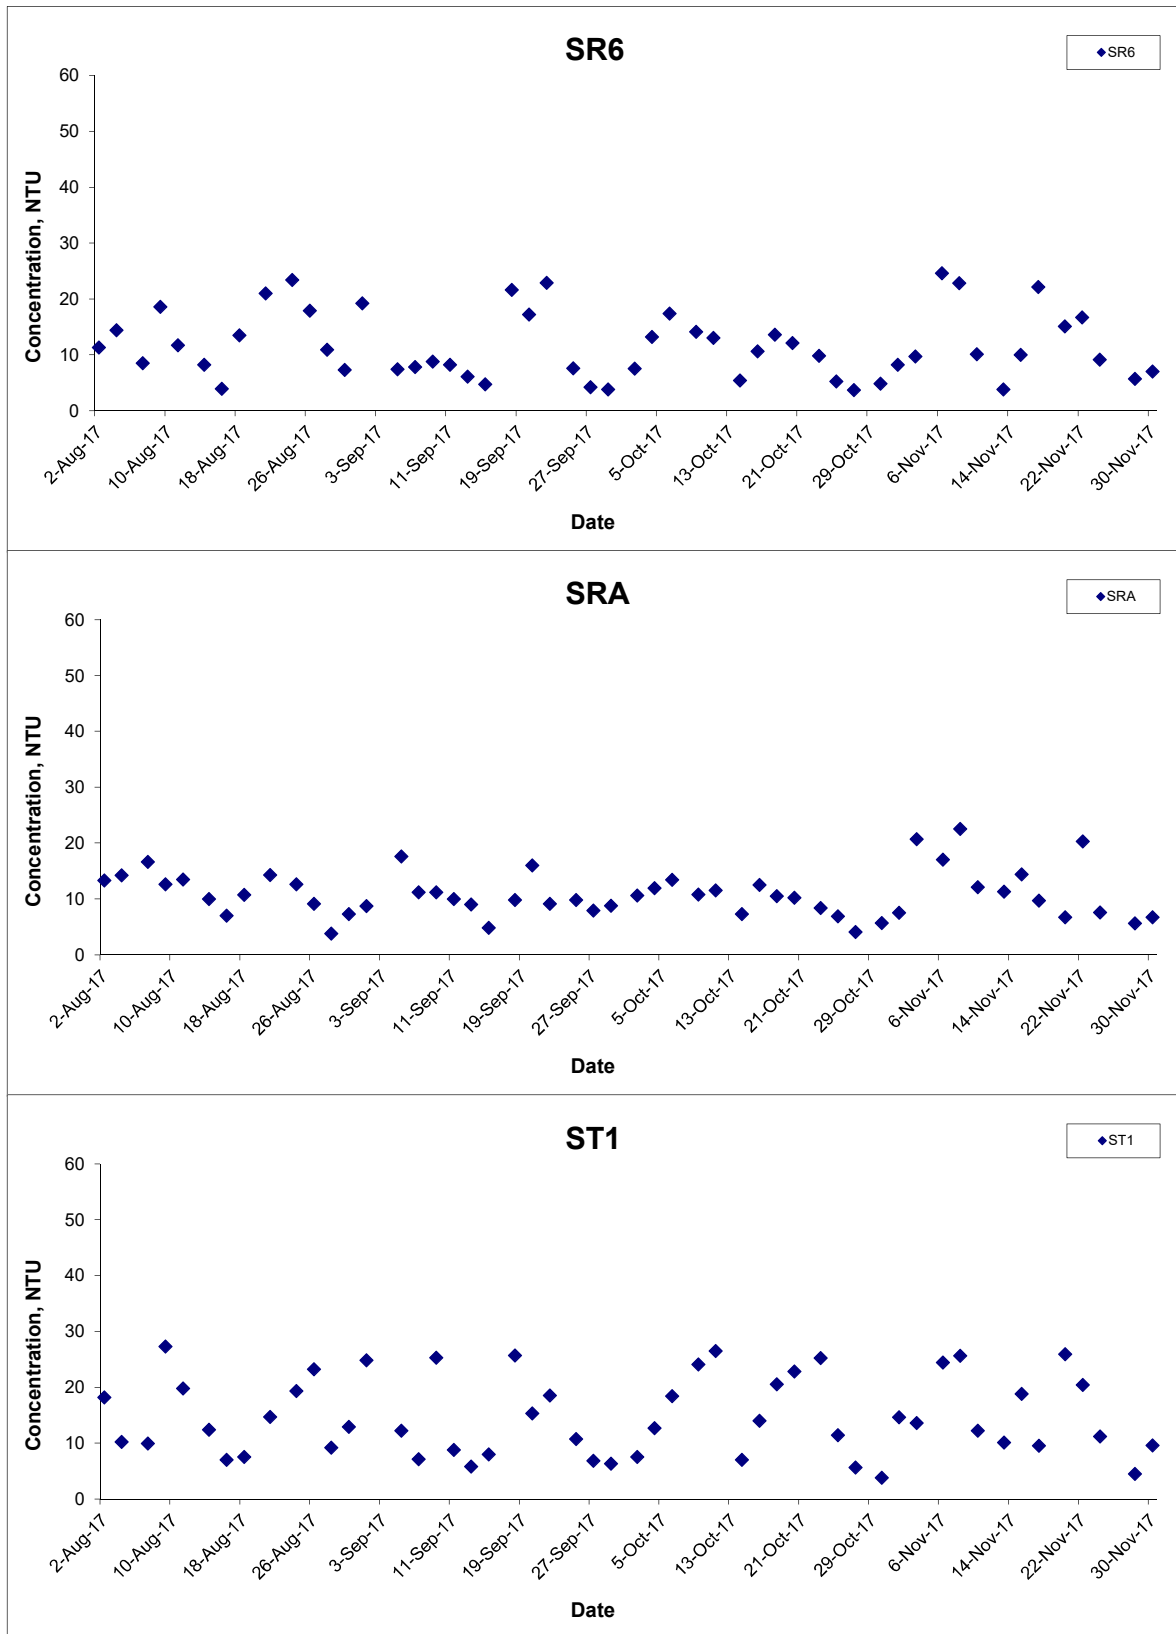 SR6
SR6
60
50
40
30
20
10
0
Concentration, NTU
2-Aug-17
10-Aug-17
18-Aug-17
26-Aug-17
3-Sep-17
11-Sep-17
19-Sep-17
27-Sep-17
5-Oct-17
13-Oct-17
21-Oct-17
29-Oct-17
6-Nov-17
14-Nov-17
22-Nov-17
30-Nov-17
Date
SRA
SRA
60
50
40
30
20
10
0
Concentration, NTU
2-Aug-17
10-Aug-17
18-Aug-17
26-Aug-17
3-Sep-17
11-Sep-17
19-Sep-17
27-Sep-17
5-Oct-17
13-Oct-17
21-Oct-17
29-Oct-17
6-Nov-17
14-Nov-17
22-Nov-17
30-Nov-17
Date
ST1
ST1
60
50
40
30
20
10
0
Concentration, NTU
2-Aug-17
10-Aug-17
18-Aug-17
26-Aug-17
3-Sep-17
11-Sep-17
19-Sep-17
27-Sep-17
5-Oct-17
13-Oct-17
21-Oct-17
29-Oct-17
6-Nov-17
14-Nov-17
22-Nov-17
30-Nov-17
Date